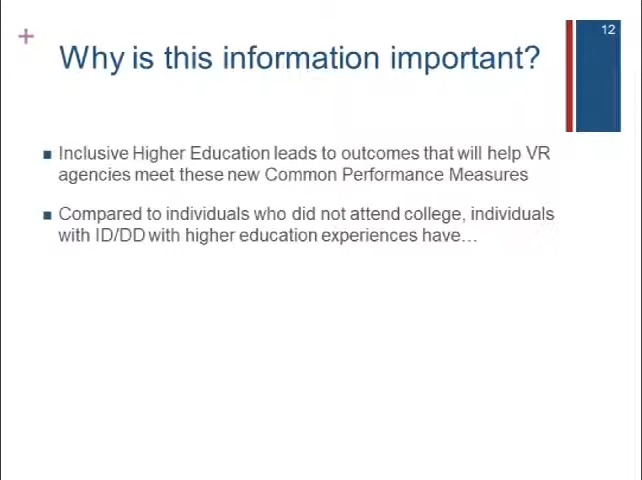 +
12
Why is this information important?
■ Inclusive Higher Education leads to outcomes that will help VR
agencies meet these new Common Performance Measures
■ Compared to individuals who did not attend college, individuals
with ID/DD with higher education experiences have…